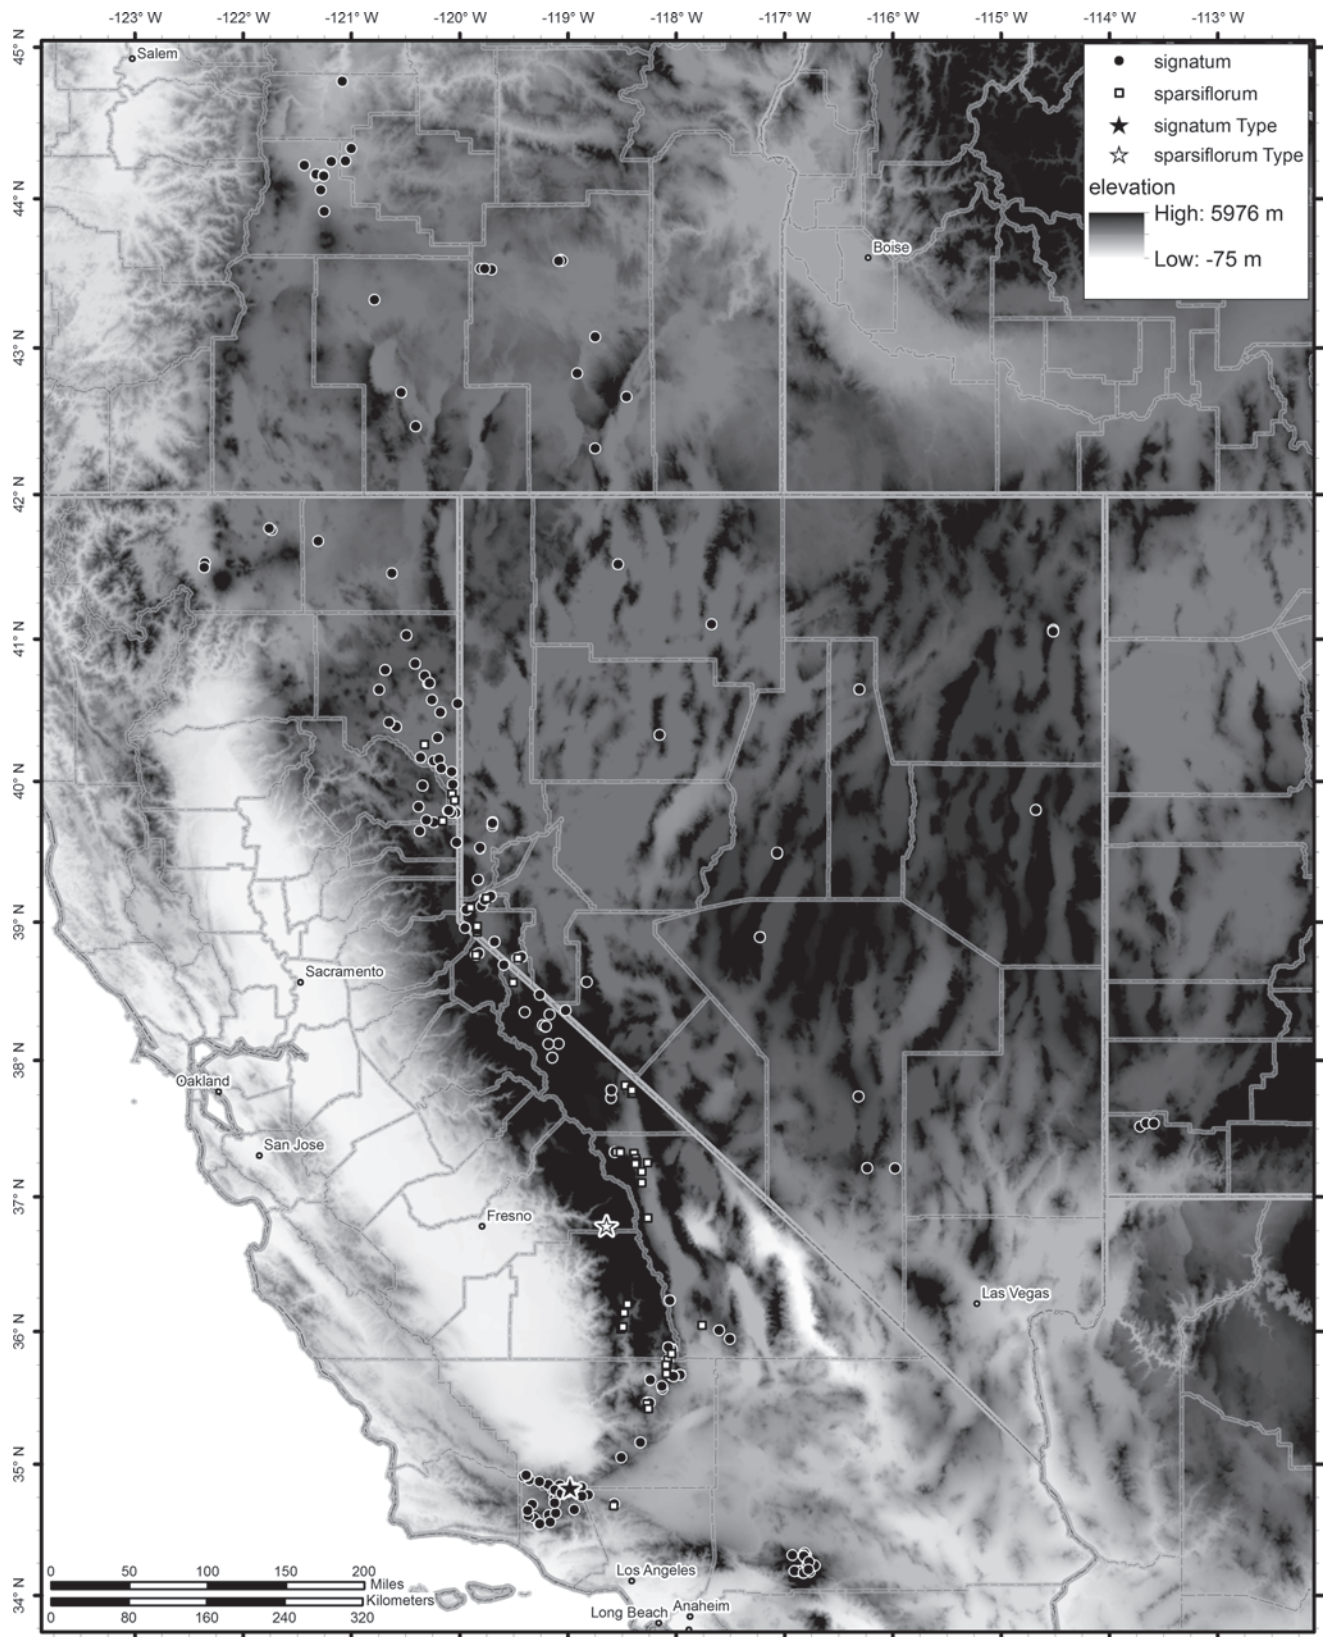 -123° W -122° W -121° W -120° W -119° W -118° W -117° W -116° W -115° W -114° W -113° W
45° N
44° N
43° N
42° N
41° N
40° N
39° N
38° N
37° N
36° N
35° N
34° N
signatum
sparsiflorum
signatum Type
sparsiflorum Type
elevation
High: 5976 m
Low: -75 m
Salem
Boise
Sacramento
Oakland
San Jose
Fresno
Las Vegas
Los Angeles
Long Beach
Anaheim
0 50 100 150 200
Miles
Kilometers
0 80 160 240 320